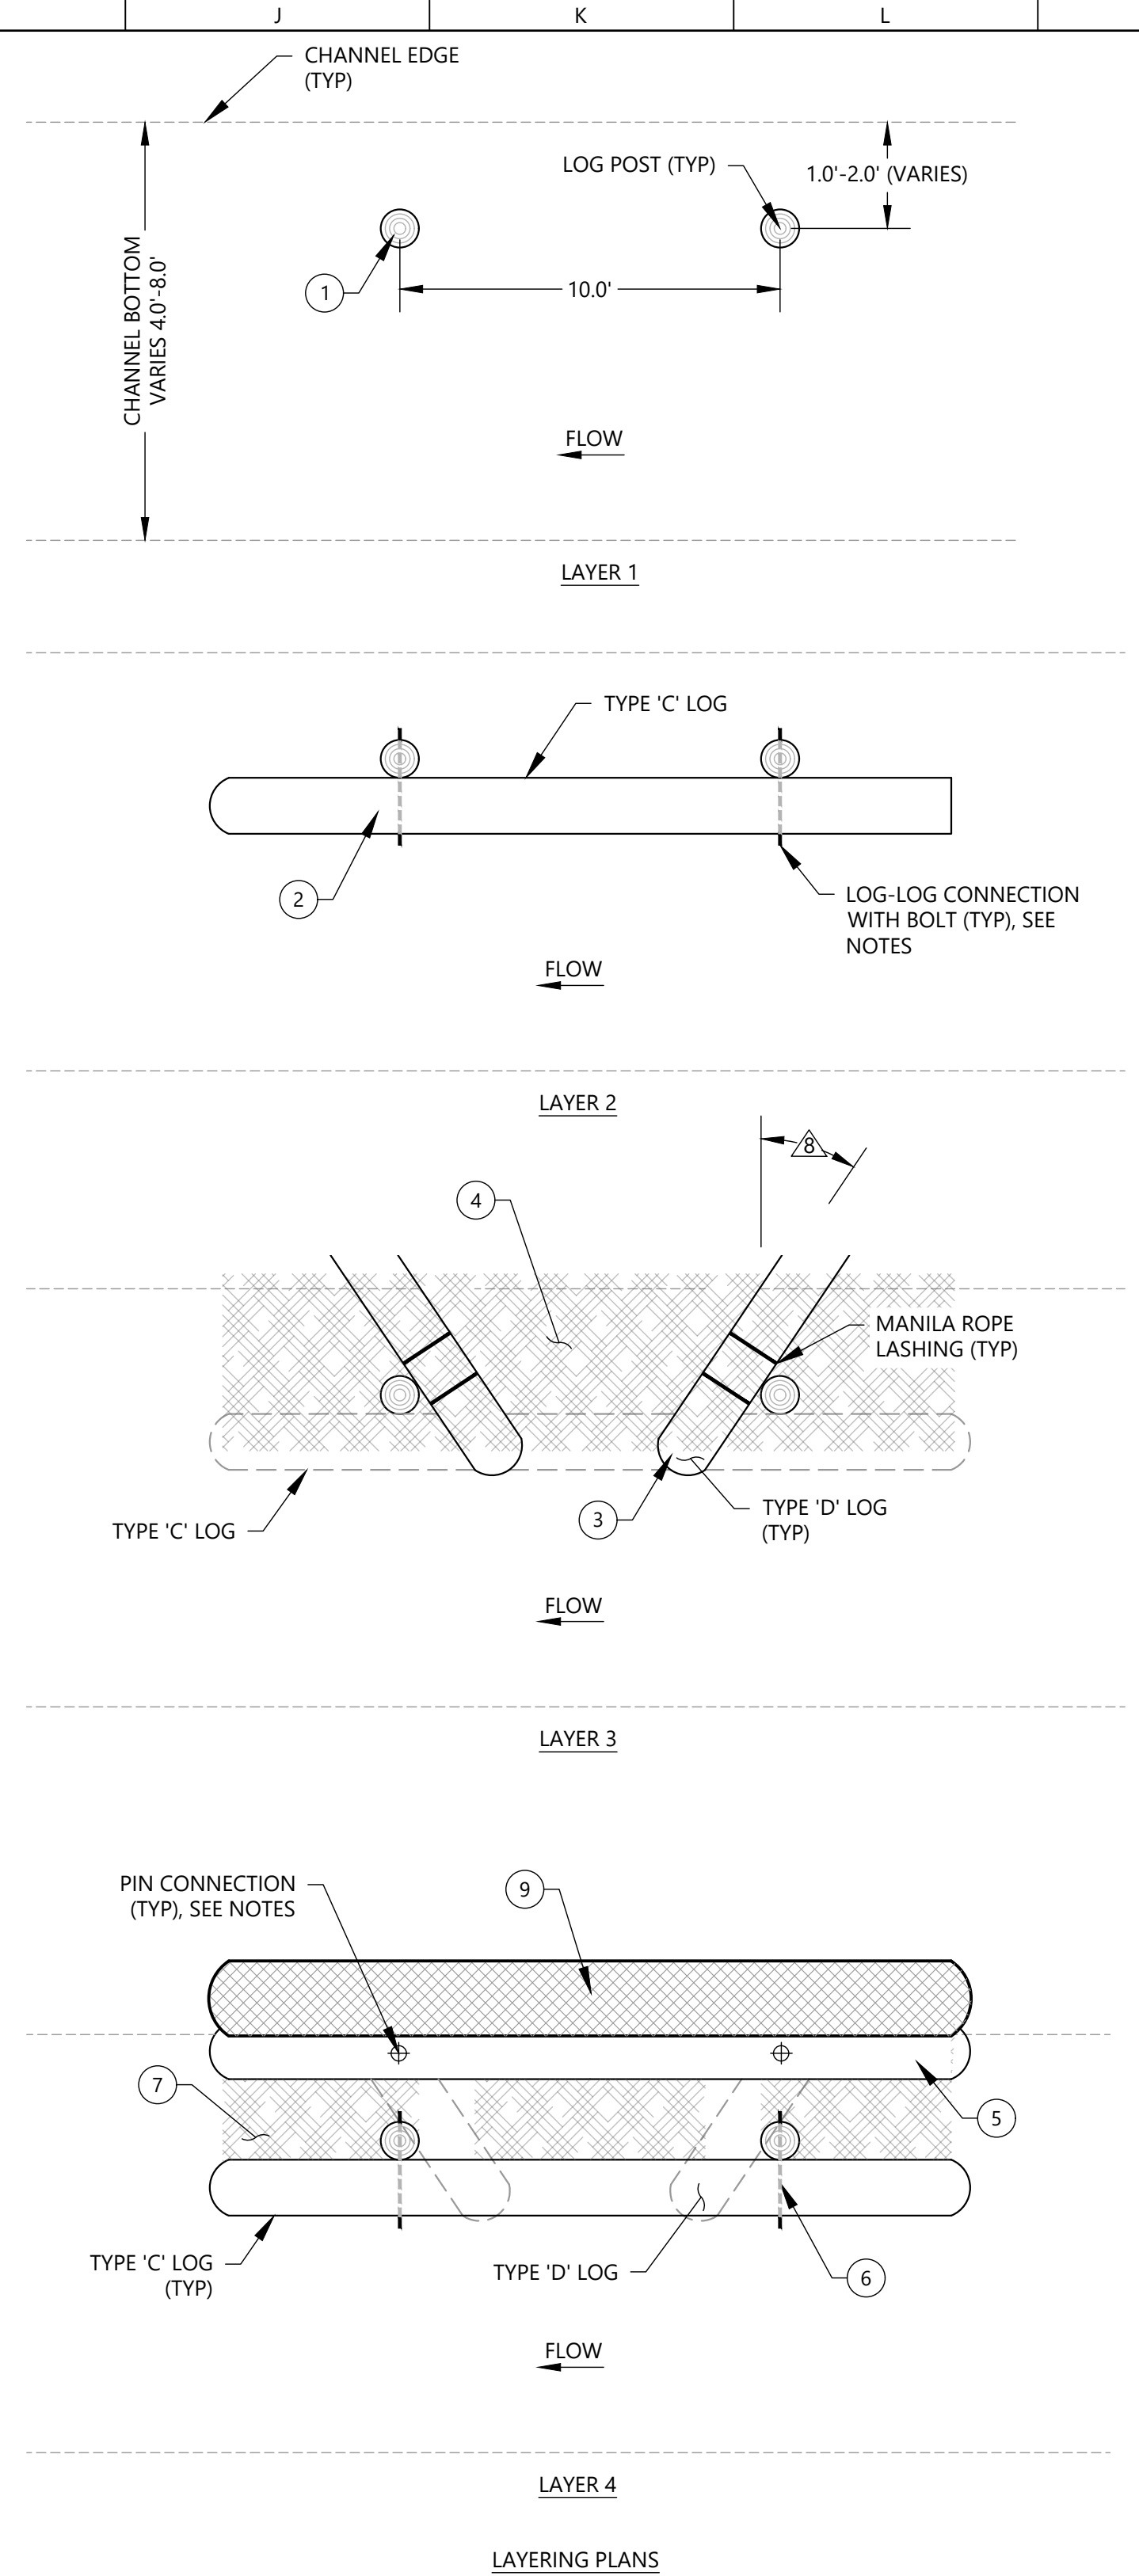 J
K
L
CHANNEL EDGE
(TYP)
LOG POST (TYP)
1.0'-2.0' (VARIES)
CHANNEL BOTTOM
VARIES 4.0'-8.0'
1
10.0'
FLOW
LAYER 1
TYPE 'C' LOG
2
LOG-LOG CONNECTION
WITH BOLT (TYP), SEE
NOTES
FLOW
LAYER 2
8
4
MANILA ROPE
LASHING (TYP)
3
TYPE 'D' LOG
(TYP)
TYPE 'C' LOG
FLOW
LAYER 3
PIN CONNECTION
(TYP), SEE NOTES
9
7
5
TYPE 'C' LOG
(TYP)
TYPE 'D' LOG
6
FLOW
LAYER 4
LAYERING PLANS